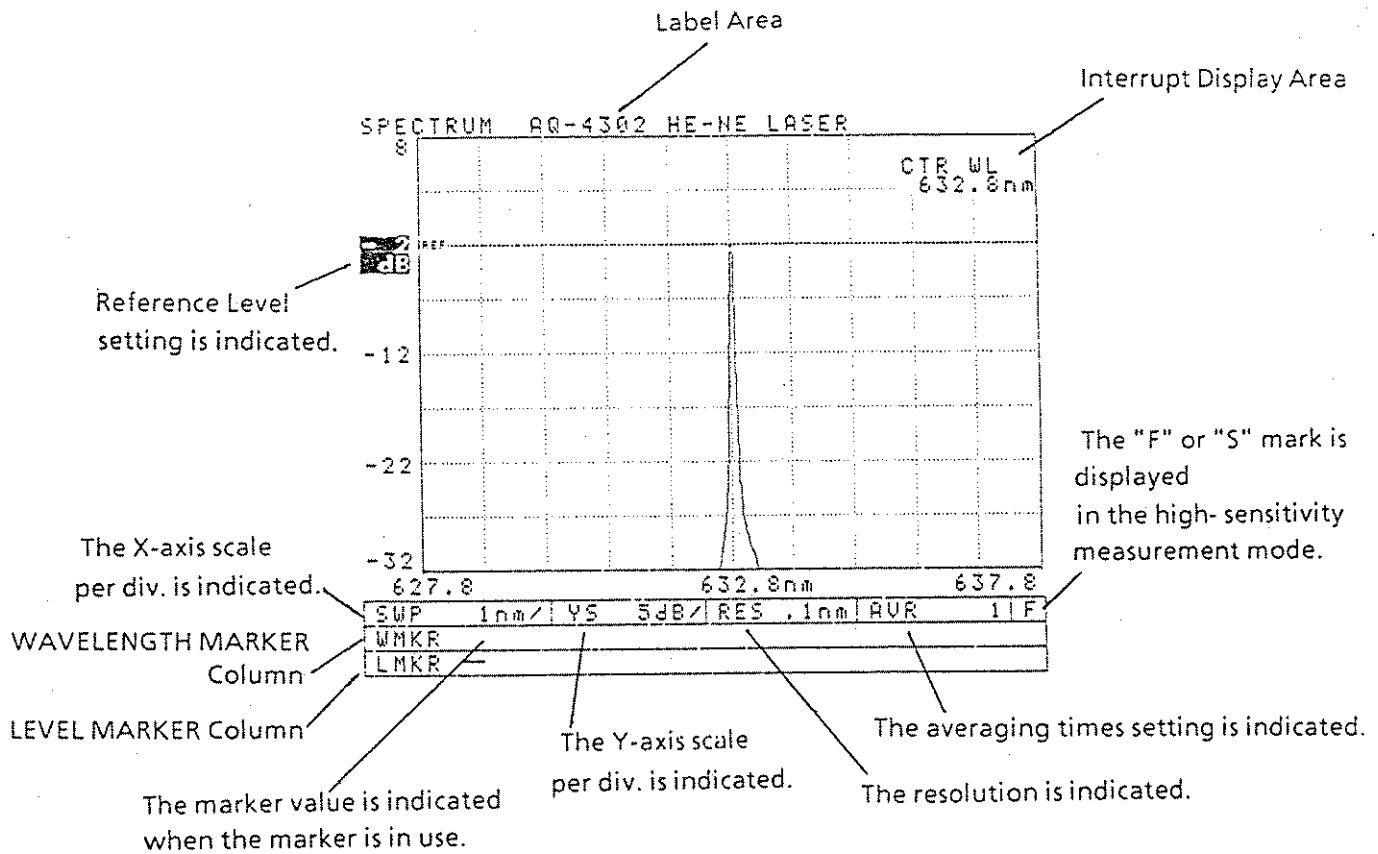 Label Area
Interrupt Display Area
SPECTRUM AQ-4302 HE-NE LASER
8
CTR WL
632.8nm
-2 REF
dB
Reference Level
setting is indicated.
-12
-22
-32
The "F" or "S" mark is
displayed
in the high- sensitivity
measurement mode.
The X-axis scale
per div. is indicated.
627.8 632.8nm 637.8
SWP 1nm/ YS 5dB/ RES .1nm AVR 1 F
WMKR
LMKR
WAVELENGTH MARKER
Column
LEVEL MARKER Column
The marker value is indicated
when the marker is in use.
The Y-axis scale
per div. is indicated.
The averaging times setting is indicated.
The resolution is indicated.